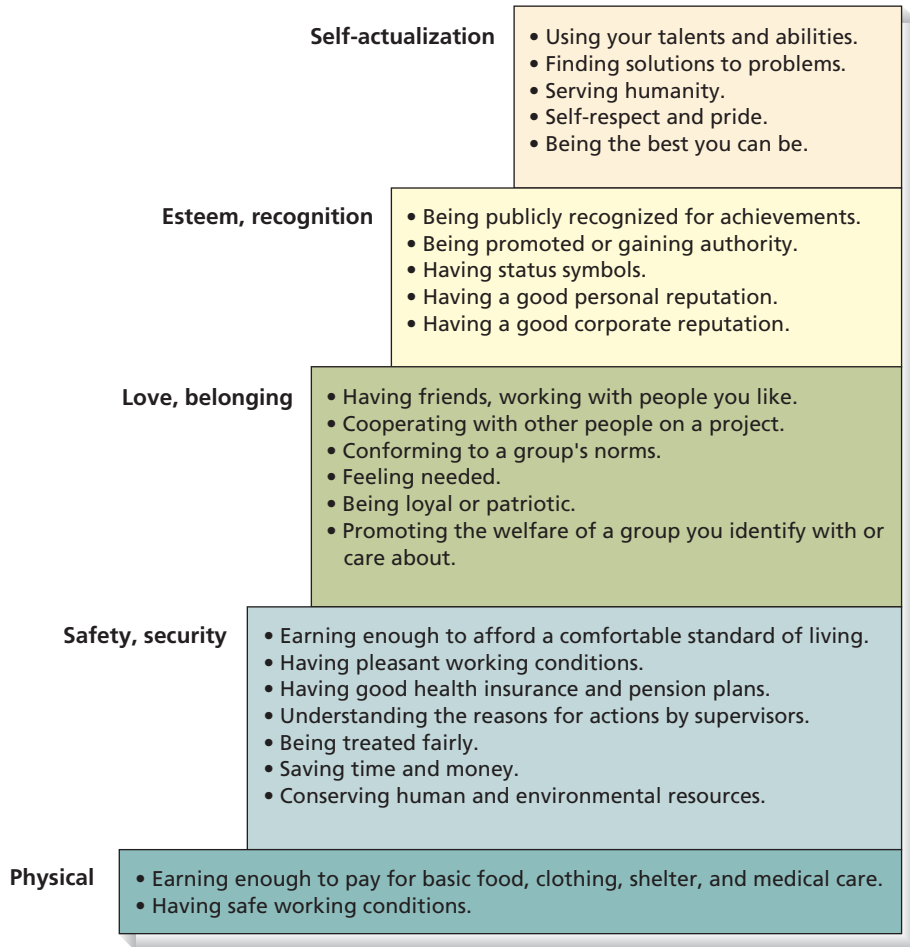 Self-actualization
• Using your talents and abilities.
• Finding solutions to problems.
• Serving humanity.
• Self-respect and pride.
• Being the best you can be.
Esteem, recognition
• Being publicly recognized for achievements.
• Being promoted or gaining authority.
• Having status symbols.
• Having a good personal reputation.
• Having a good corporate reputation.
Love, belonging
• Having friends, working with people you like.
• Cooperating with other people on a project.
• Conforming to a group's norms.
• Feeling needed.
• Being loyal or patriotic.
• Promoting the welfare of a group you identify with or
care about.
Safety, security
• Earning enough to afford a comfortable standard of living.
• Having pleasant working conditions.
• Having good health insurance and pension plans.
• Understanding the reasons for actions by supervisors.
• Being treated fairly.
• Saving time and money.
• Conserving human and environmental resources.
Physical
• Earning enough to pay for basic food, clothing, shelter, and medical care.
• Having safe working conditions.